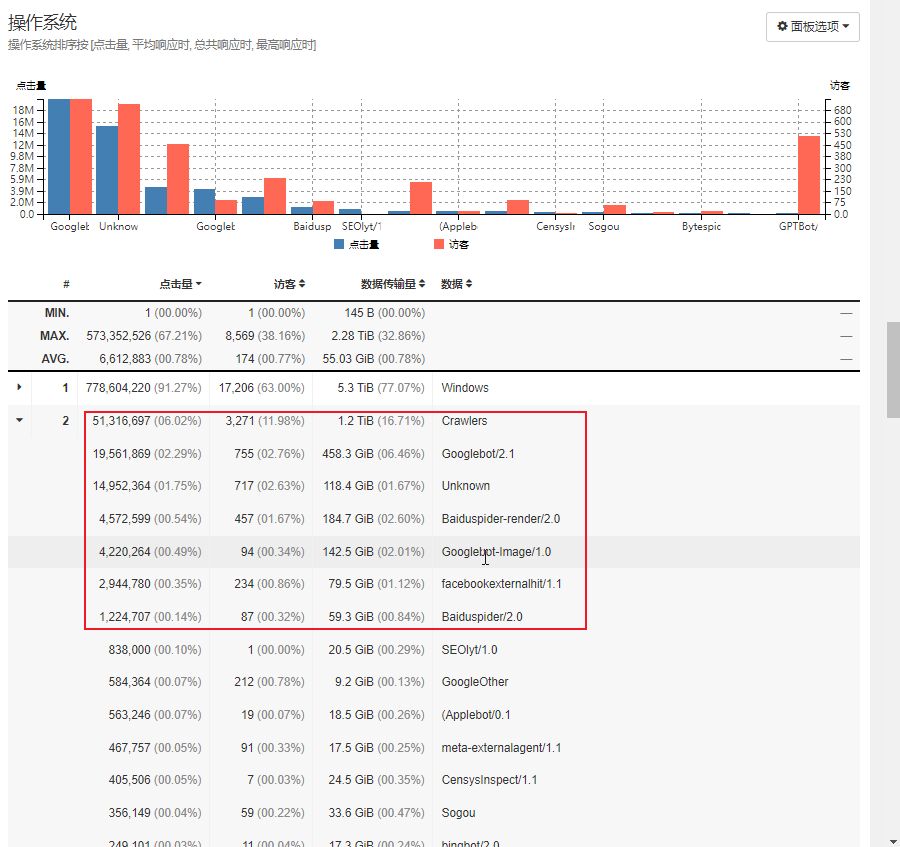 操作系统
操作系统排序按 [点击量, 平均响应时, 总共响应时, 最高响应时]
面板选项
点击量 访客
18M 680
16M 600
14M 530
12M 450
9.8M 380
7.8M 300
5.9M 230
3.9M 150
2.0M 75
0.0 0.0
Googlet Unknow Googlet Baidusp SEOlyt/1 (Appleb CensysIr Sogou Bytespic GPTBot/
点击量 访客
# 点击量 访客 数据传输量 数据
MIN. 1 (00.00%) 1 (00.00%) 145 B (00.00%) —
MAX. 573,352,526 (67.21%) 8,569 (38.16%) 2.28 TiB (32.86%) —
AVG. 6,612,883 (00.78%) 174 (00.77%) 55.03 GiB (00.78%) —
1 778,604,220 (91.27%) 17,206 (63.00%) 5.3 TiB (77.07%) Windows
2 51,316,697 (06.02%) 3,271 (11.98%) 1.2 TiB (16.71%) Crawlers
19,561,869 (02.29%) 755 (02.76%) 458.3 GiB (06.46%) Googlebot/2.1
14,952,364 (01.75%) 717 (02.63%) 118.4 GiB (01.67%) Unknown
4,572,599 (00.54%) 457 (01.67%) 184.7 GiB (02.60%) Baiduspider-render/2.0
4,220,264 (00.49%) 94 (00.34%) 142.5 GiB (02.01%) Googlebot-Image/1.0
2,944,780 (00.35%) 234 (00.86%) 79.5 GiB (01.12%) facebookexternalhit/1.1
1,224,707 (00.14%) 87 (00.32%) 59.3 GiB (00.84%) Baiduspider/2.0
838,000 (00.10%) 1 (00.00%) 20.5 GiB (00.29%) SEOlyt/1.0
584,364 (00.07%) 212 (00.78%) 9.2 GiB (00.13%) GoogleOther
563,246 (00.07%) 19 (00.07%) 18.5 GiB (00.26%) (Applebot/0.1
467,757 (00.05%) 91 (00.33%) 17.5 GiB (00.25%) meta-externalagent/1.1
405,506 (00.05%) 7 (00.03%) 24.5 GiB (00.35%) CensysInspect/1.1
356,149 (00.04%) 59 (00.22%) 33.6 GiB (00.47%) Sogou
249,101 (00.03%) 11 (00.04%) 17.3 GiB (00.24%) bingbot/2.0